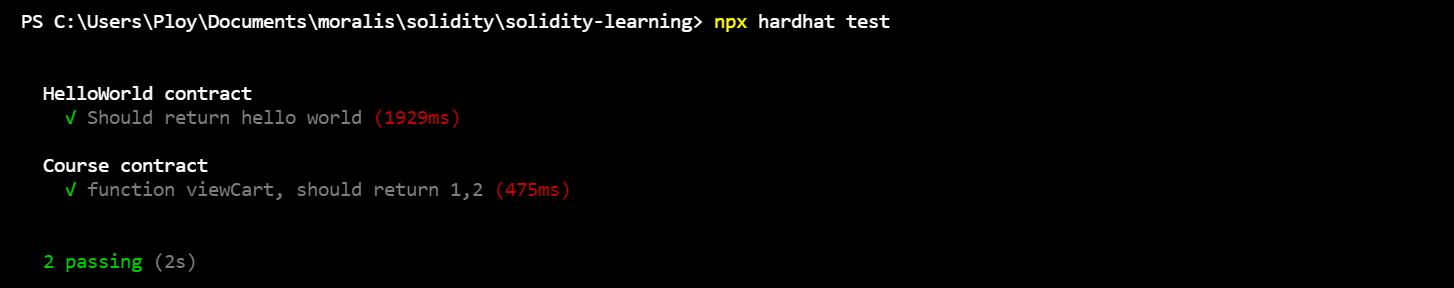 PS C:\Users\Ploy\Documents\moralis\solidity\solidity-learning> npx hardhat test
HelloWorld contract
√ Should return hello world (1929ms)
Course contract
√ function viewCart, should return 1,2 (475ms)
2 passing (2s)